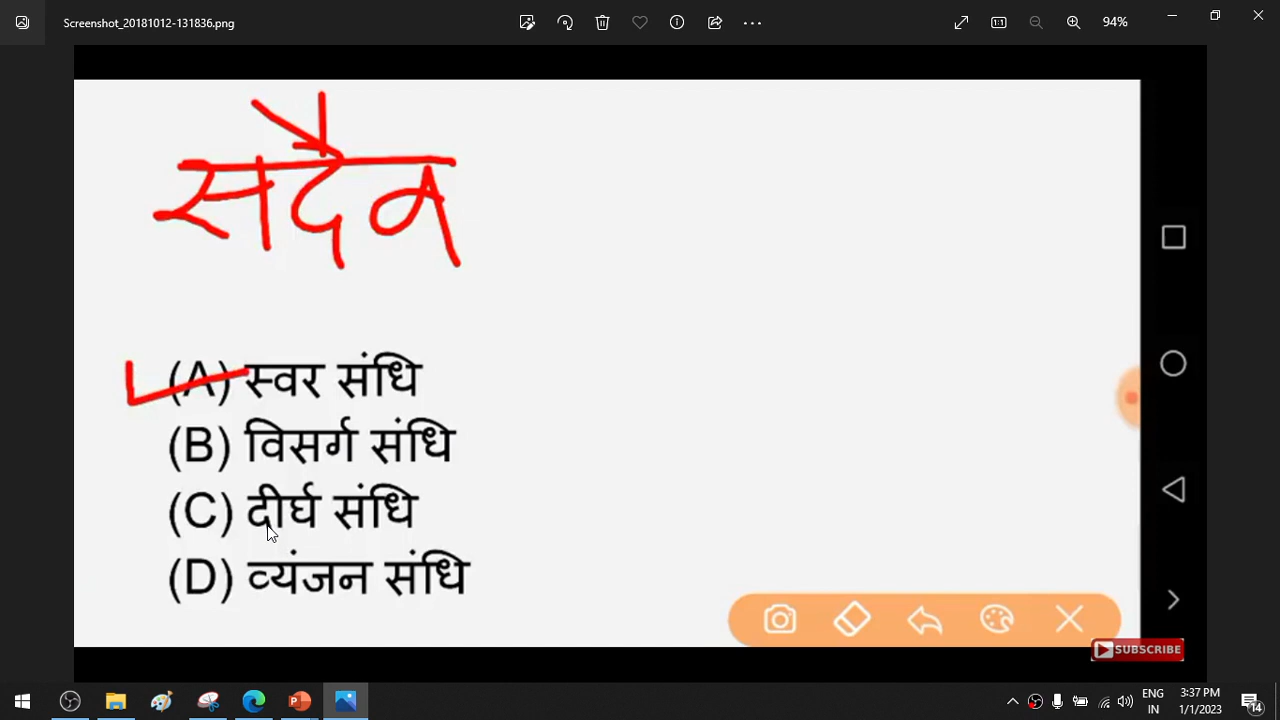 Screenshot_20181012-131836.png
94%
सदैव
(A) स्वर संधि
(B) विसर्ग संधि
(C) दीर्घ संधि
(D) व्यंजन संधि
SUBSCRIBE
ENG
IN
3:37 PM
1/1/2023
14